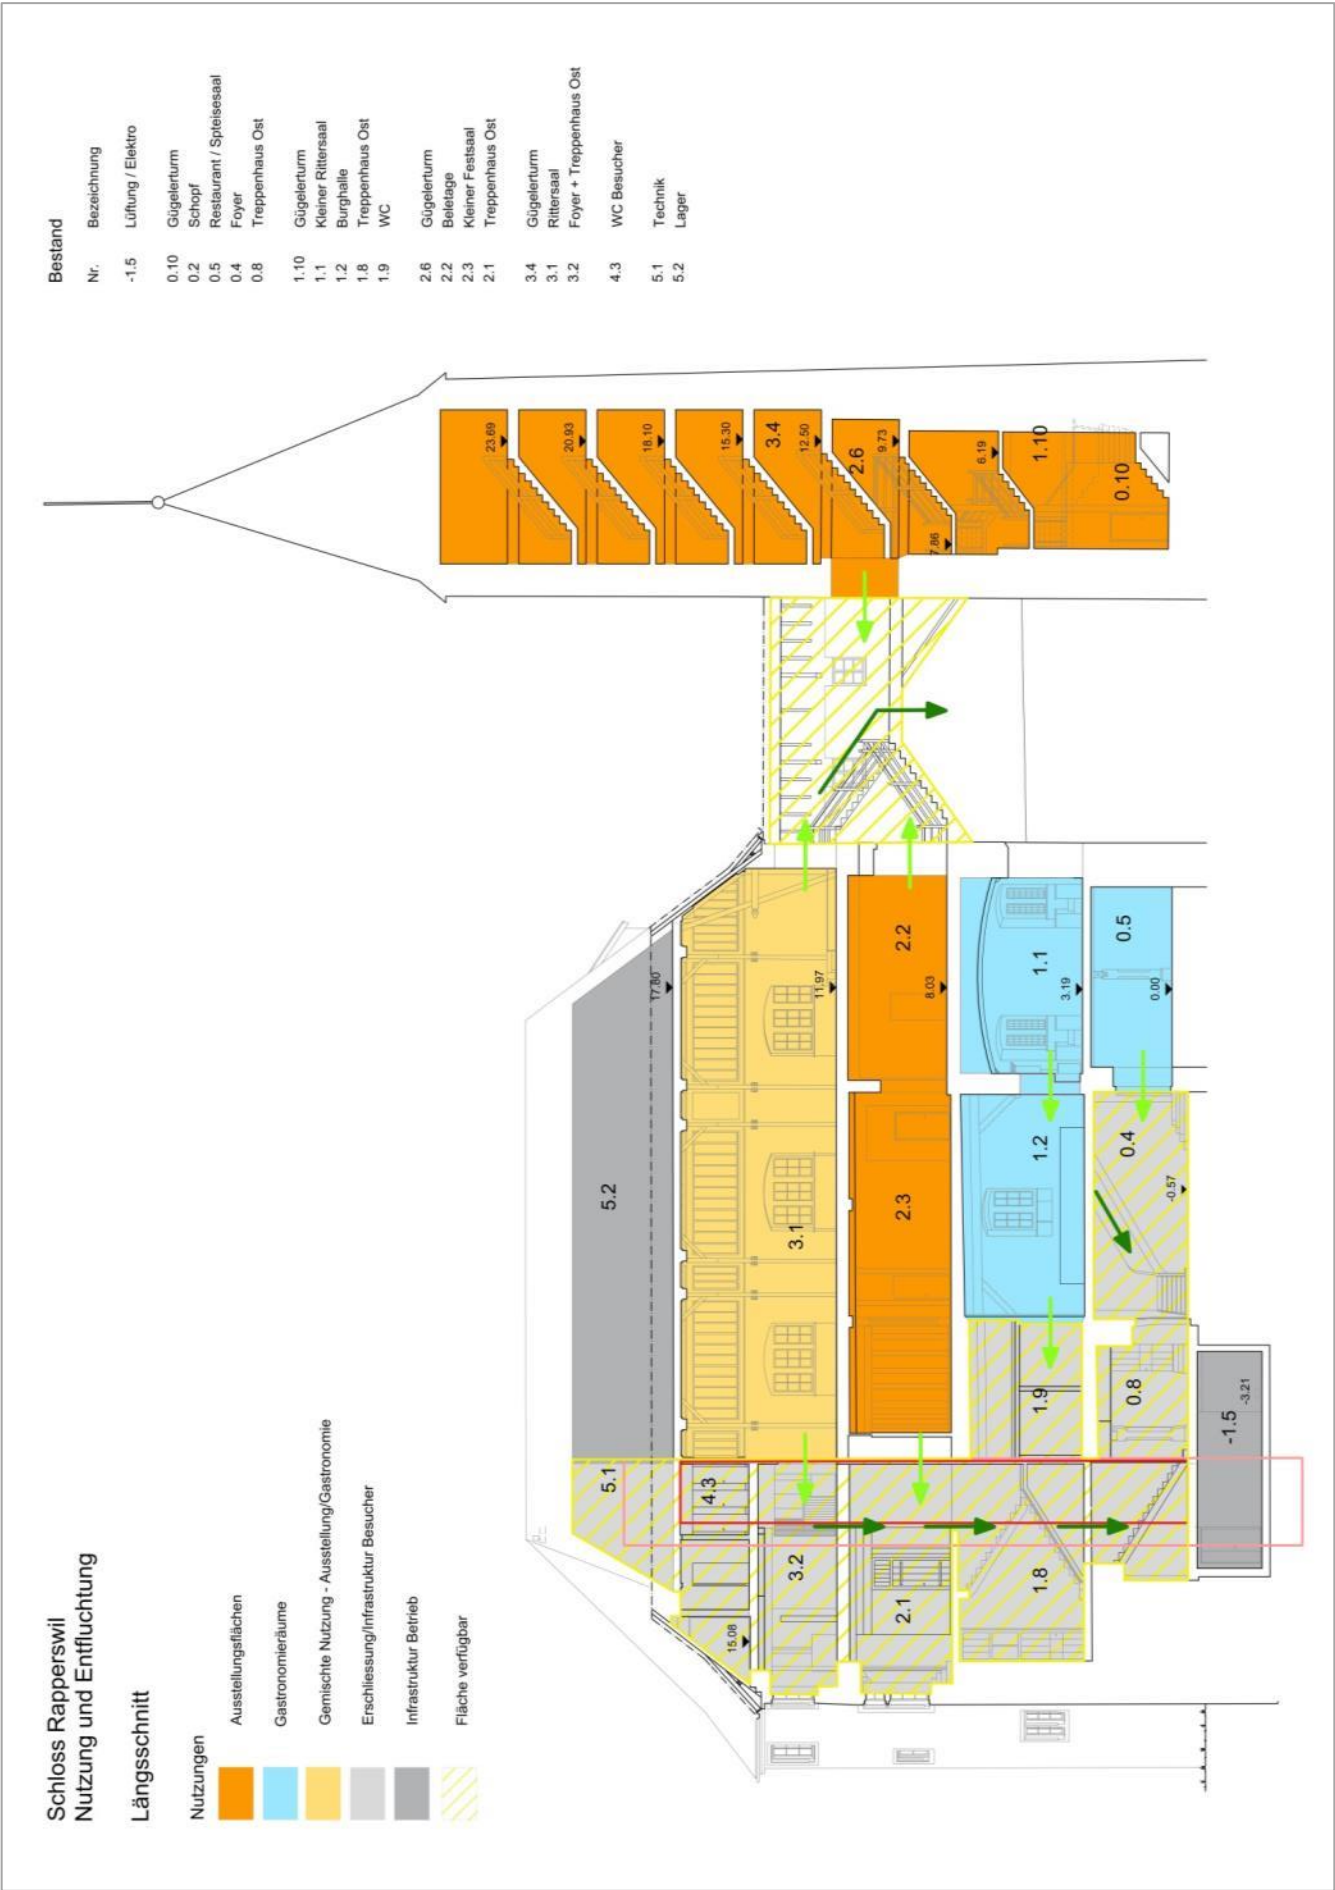 Schloss Rapperswil
Nutzung und Entfluchtung
Längsschnitt
Nutzungen
Ausstellungsflächen
Gastronomieräume
Gemischte Nutzung - Ausstellung/Gastronomie
Erschliessung/Infrastruktur Besucher
Infrastruktur Betrieb
Fläche verfügbar
Bestand
Nr. Bezeichnung
-1.5 Lüftung / Elektro
0.10 Gügelerturm
0.2 Schopf
0.5 Restaurant / Spteisesaal
0.4 Foyer
0.8 Treppenhaus Ost
1.10 Gügelerturm
1.1 Kleiner Rittersaal
1.2 Burghalle
1.8 Treppenhaus Ost
1.9 WC
2.6 Gügelerturm
2.2 Beletage
2.3 Kleiner Festsaal
2.1 Treppenhaus Ost
3.4 Gügelerturm
3.1 Rittersaal
3.2 Foyer + Treppenhaus Ost
4.3 WC Besucher
5.1 Technik
5.2 Lager
5.1
5.2
17.80
4.3
15.08
3.2
3.1
11.97
2.1
2.3
2.2
8.03
1.8
1.9
1.2
1.1
3.19
0.8
0.4
-0.57
0.5
0.00
-1.5
-3.21
23.69
20.93
18.10
15.30
3.4
12.50
2.6
9.73
7.86
6.19
1.10
0.10